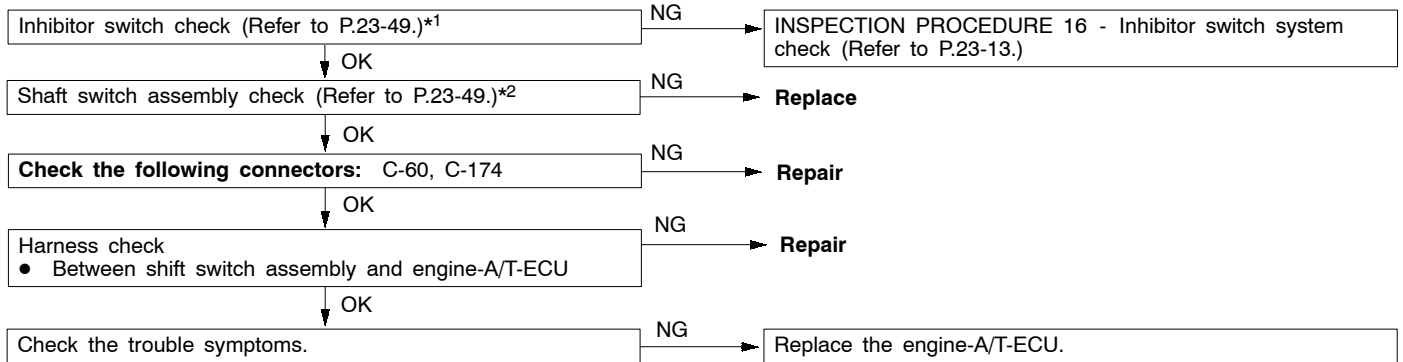 Inhibitor switch check (Refer to P.23-49.)*1
NG
INSPECTION PROCEDURE 16 - Inhibitor switch system
check (Refer to P.23-13.)
OK
Shaft switch assembly check (Refer to P.23-49.)*2
NG
Replace
OK
Check the following connectors: C-60, C-174
NG
Repair
OK
Harness check
● Between shift switch assembly and engine-A/T-ECU
NG
Repair
OK
Check the trouble symptoms.
NG
Replace the engine-A/T-ECU.